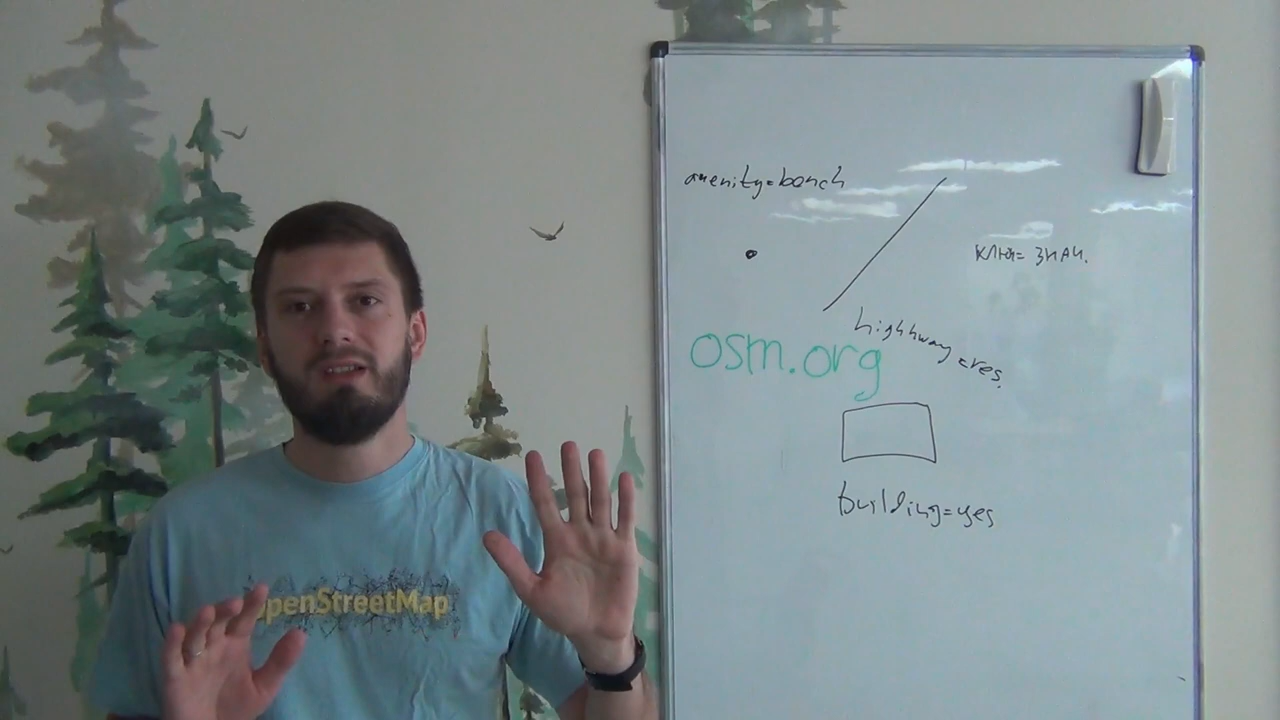 amenity=bench
ключ= знач.
highway=res.
osm.org
building=yes
OpenStreetMap